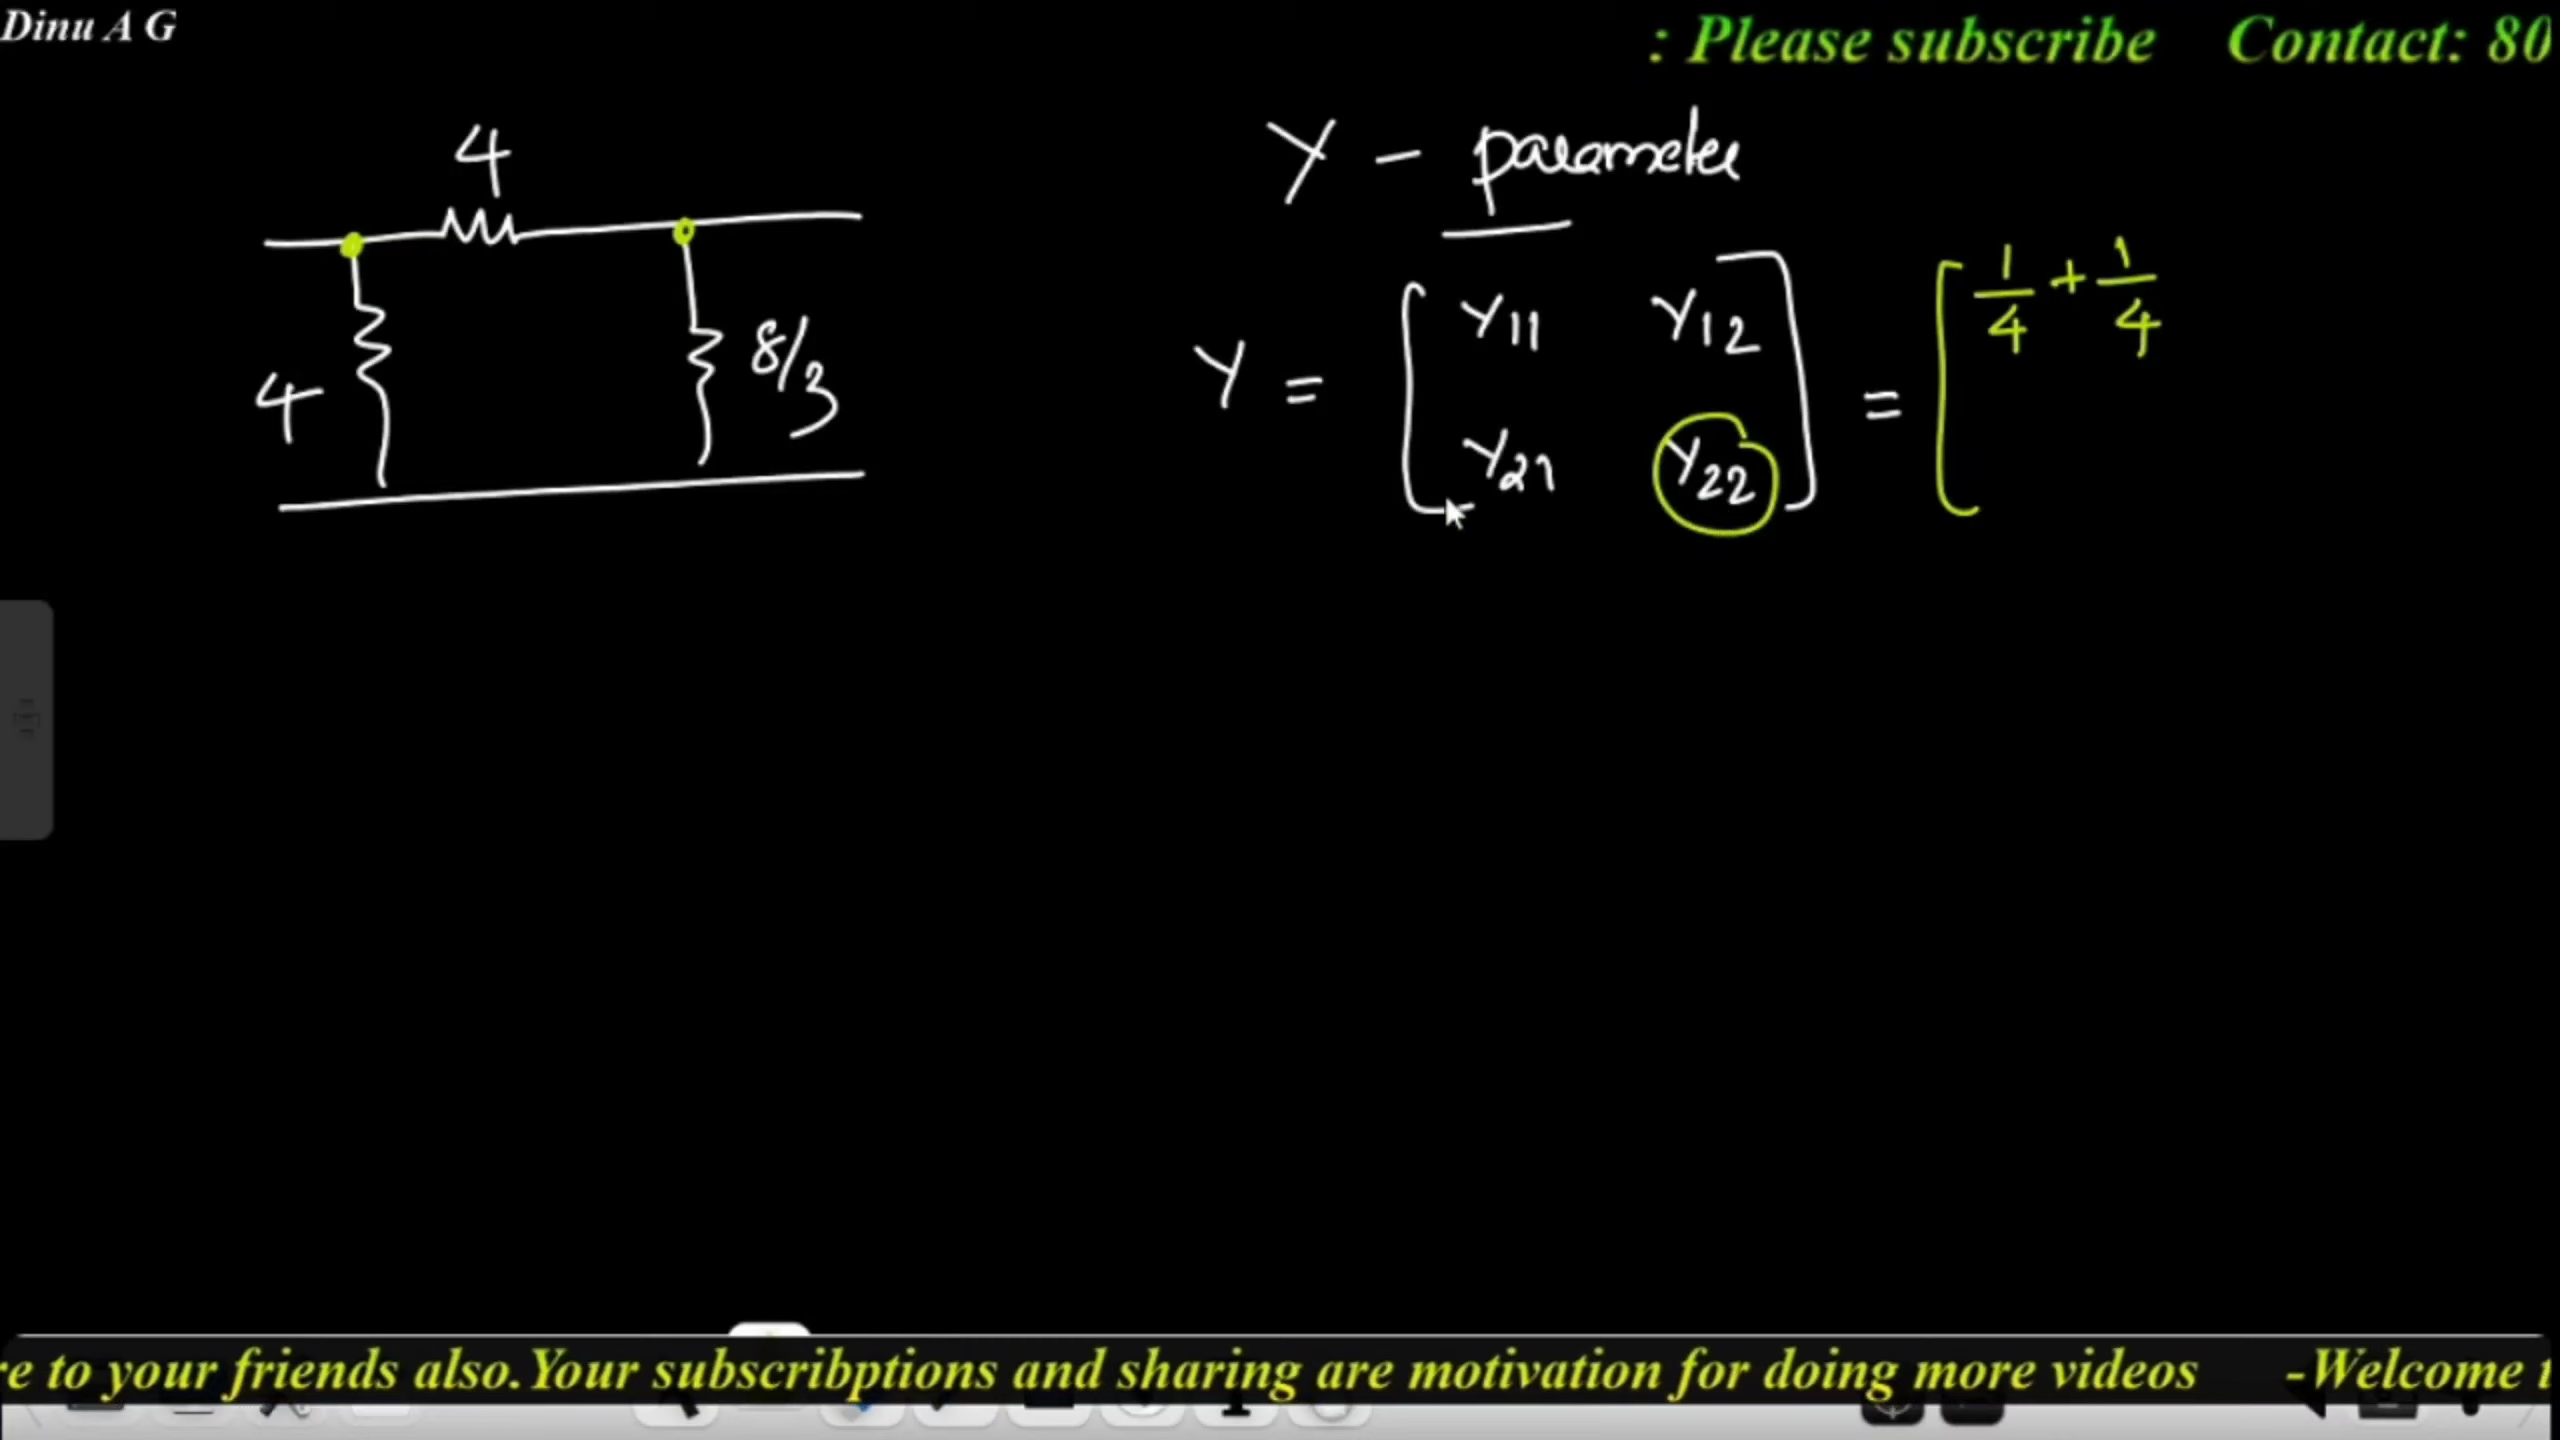 Dinu A G
: Please subscribe Contact: 80
4
4
8/3
Y - parameter
Y = [ Y11 Y12 ] = [ 1/4 + 1/4
Y21 Y22
re to your friends also.Your subscribptions and sharing are motivation for doing more videos -Welcome t